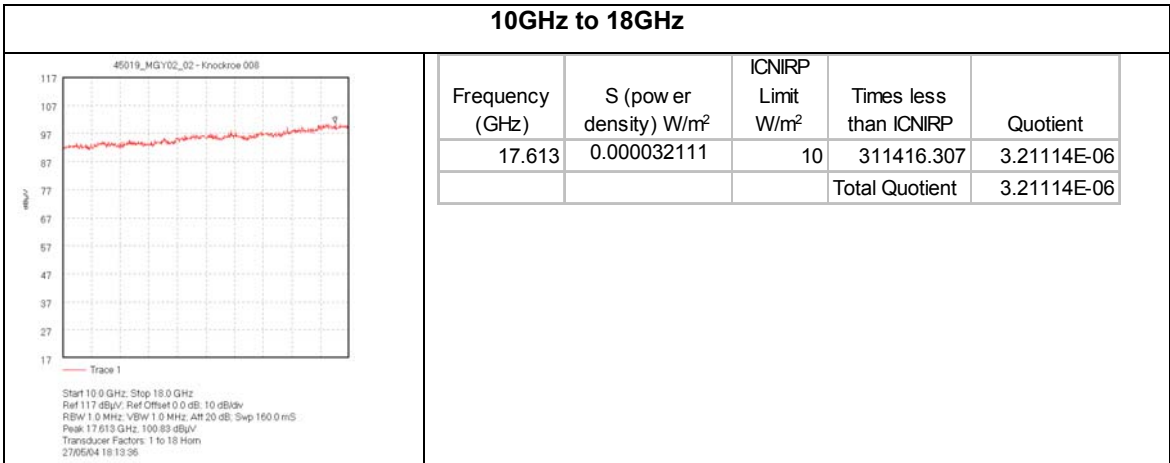 10GHz to 18GHz
45019_MGY02_02 - Knockroe 008
117
107
97
87
77
67
57
47
37
27
17
dBµV
Trace 1
Start 10.0 GHz; Stop 18.0 GHz
Ref 117 dBµV; Ref Offset 0.0 dB; 10 dB/div
RBW 1.0 MHz; VBW 1.0 MHz; Att 20 dB; Swp 160.0 mS
Peak 17.613 GHz, 100.83 dBµV
Transducer Factors: 1 to 18 Horn
27/05/04 18:13:36
Frequency (GHz) S (pow er density) W/m² ICNIRP Limit W/m² Times less than ICNIRP Quotient
17.613 0.000032111 10 311416.307 3.21114E-06
Total Quotient 3.21114E-06